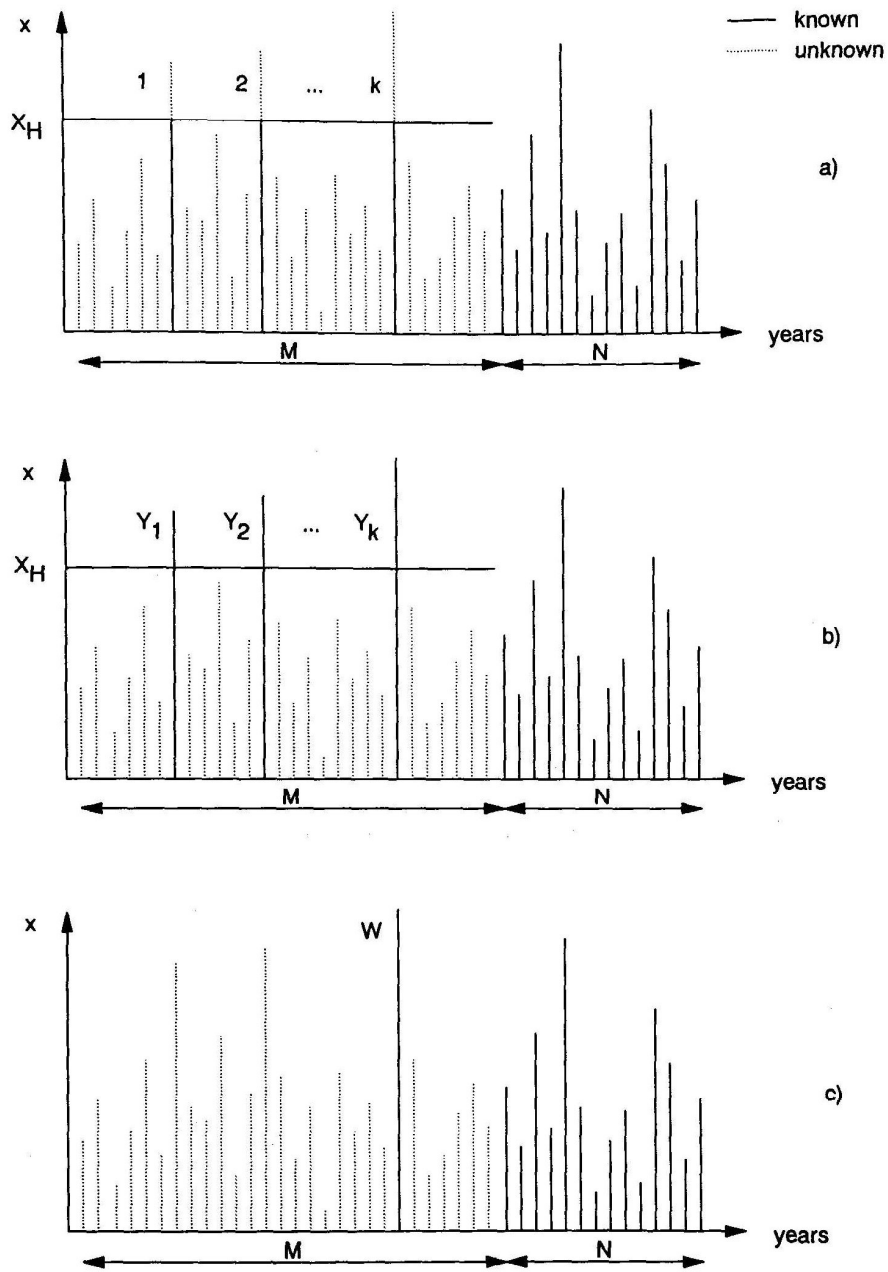 x
known
unknown
1 2 ... k
X_H
a)
years
M N
x
Y_1 Y_2 ... Y_k
X_H
b)
years
M N
x
W
c)
years
M N